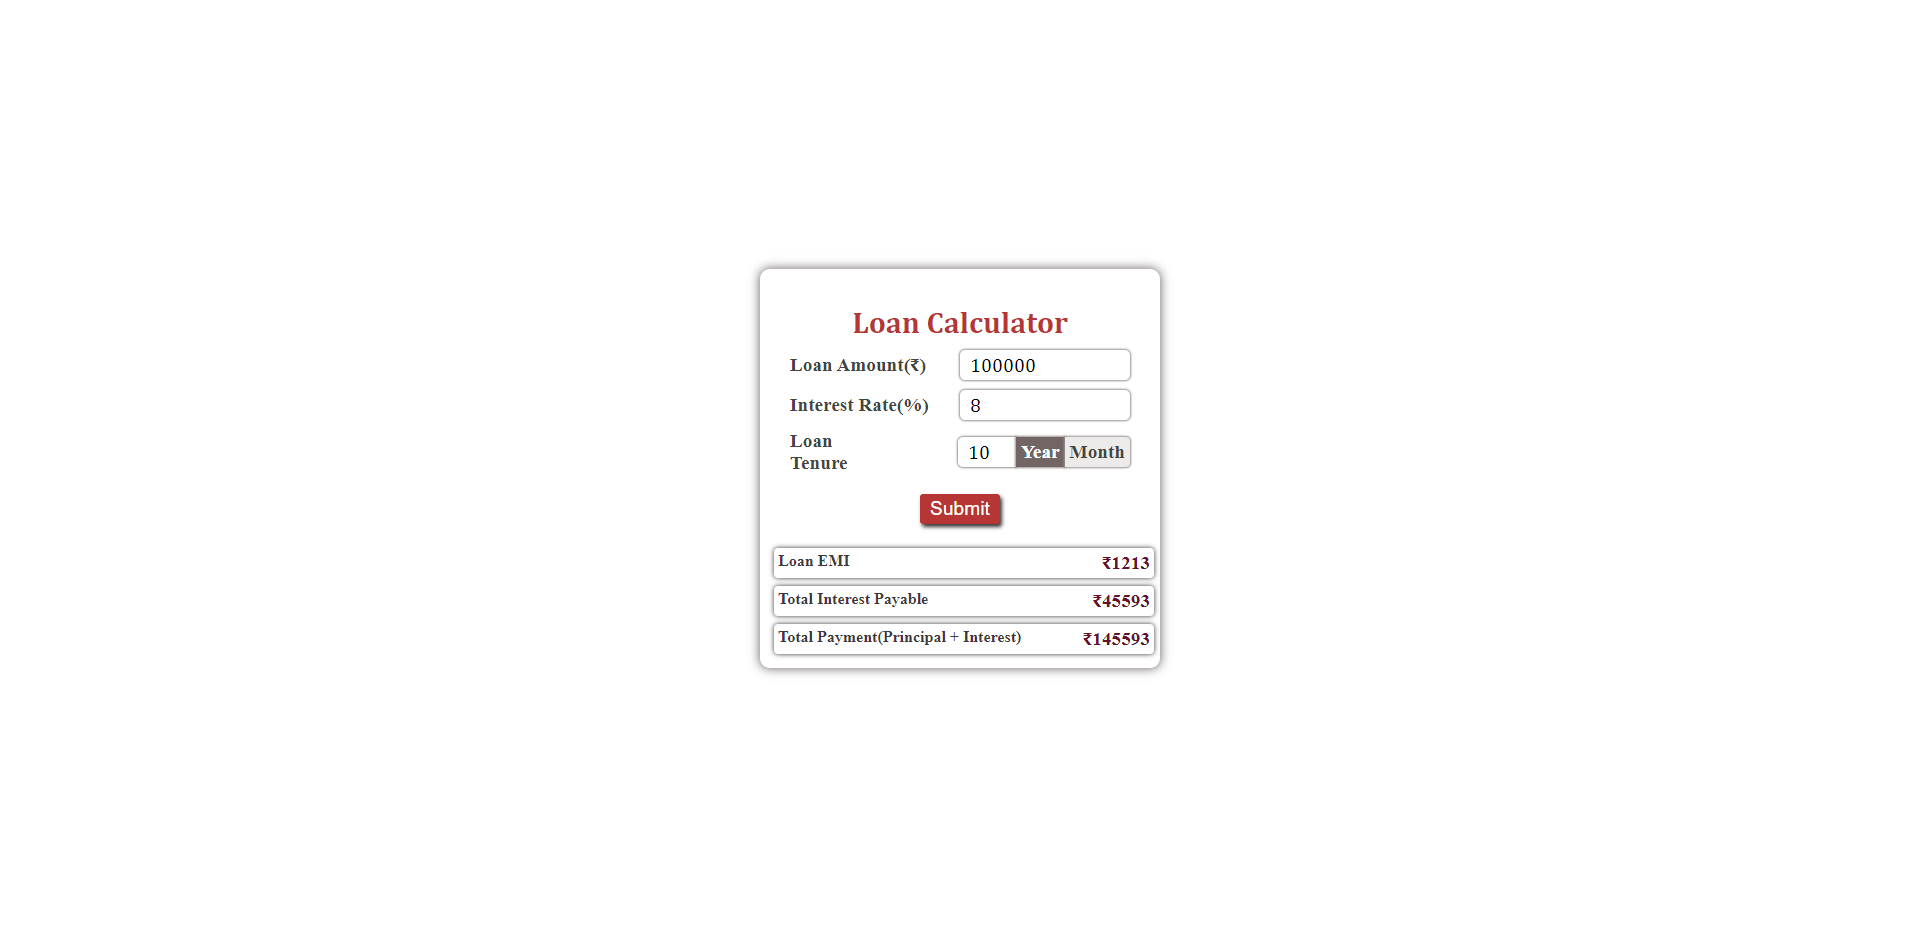 Loan Calculator
Loan Amount(₹) 100000
Interest Rate(%) 8
Loan
Tenure
10 Year Month
Submit
Loan EMI ₹1213
Total Interest Payable ₹45593
Total Payment(Principal + Interest) ₹145593